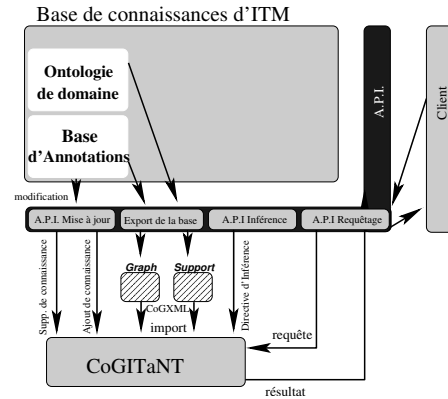 Base de connaissances d'ITM
Ontologie
de domaine
Base
d'Annotations
A.P.I.
Client
modification
A.P.I. Mise à jour
Export de la base
A.P.I Inférence
A.P.I Requêtage
Supp. de connaissance
Ajout de connaissance
Graph
Support
Directive d'Inférence
CoGXML
import
requête
CoGITaNT
résultat